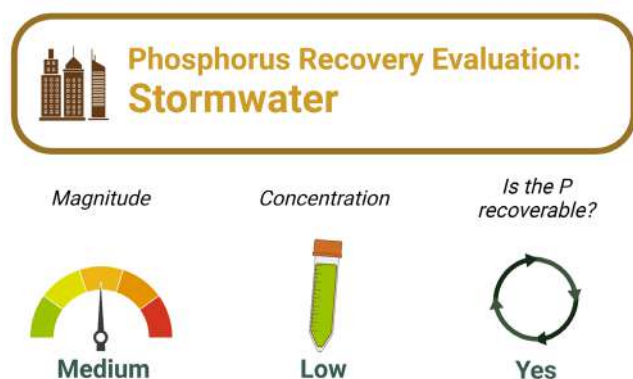 Phosphorus Recovery Evaluation:
Stormwater
Magnitude
Concentration
Is the P
recoverable?
Medium
Low
Yes